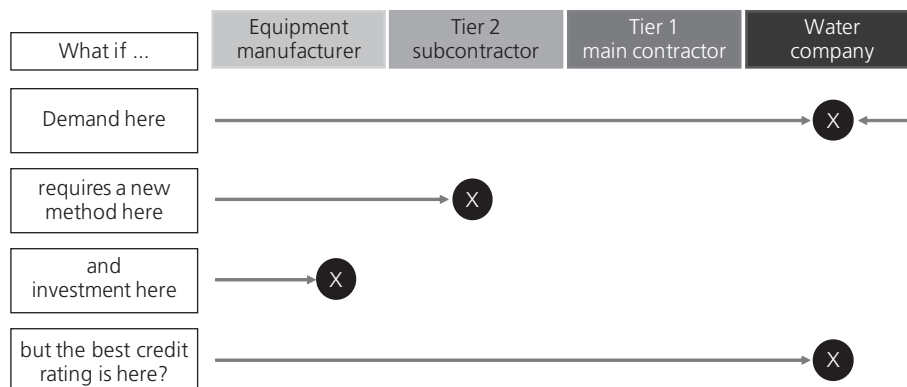 What if ...
Equipment
manufacturer
Tier 2
subcontractor
Tier 1
main contractor
Water
company
Demand here
X
requires a new
method here
X
and
investment here
X
but the best credit
rating is here?
X